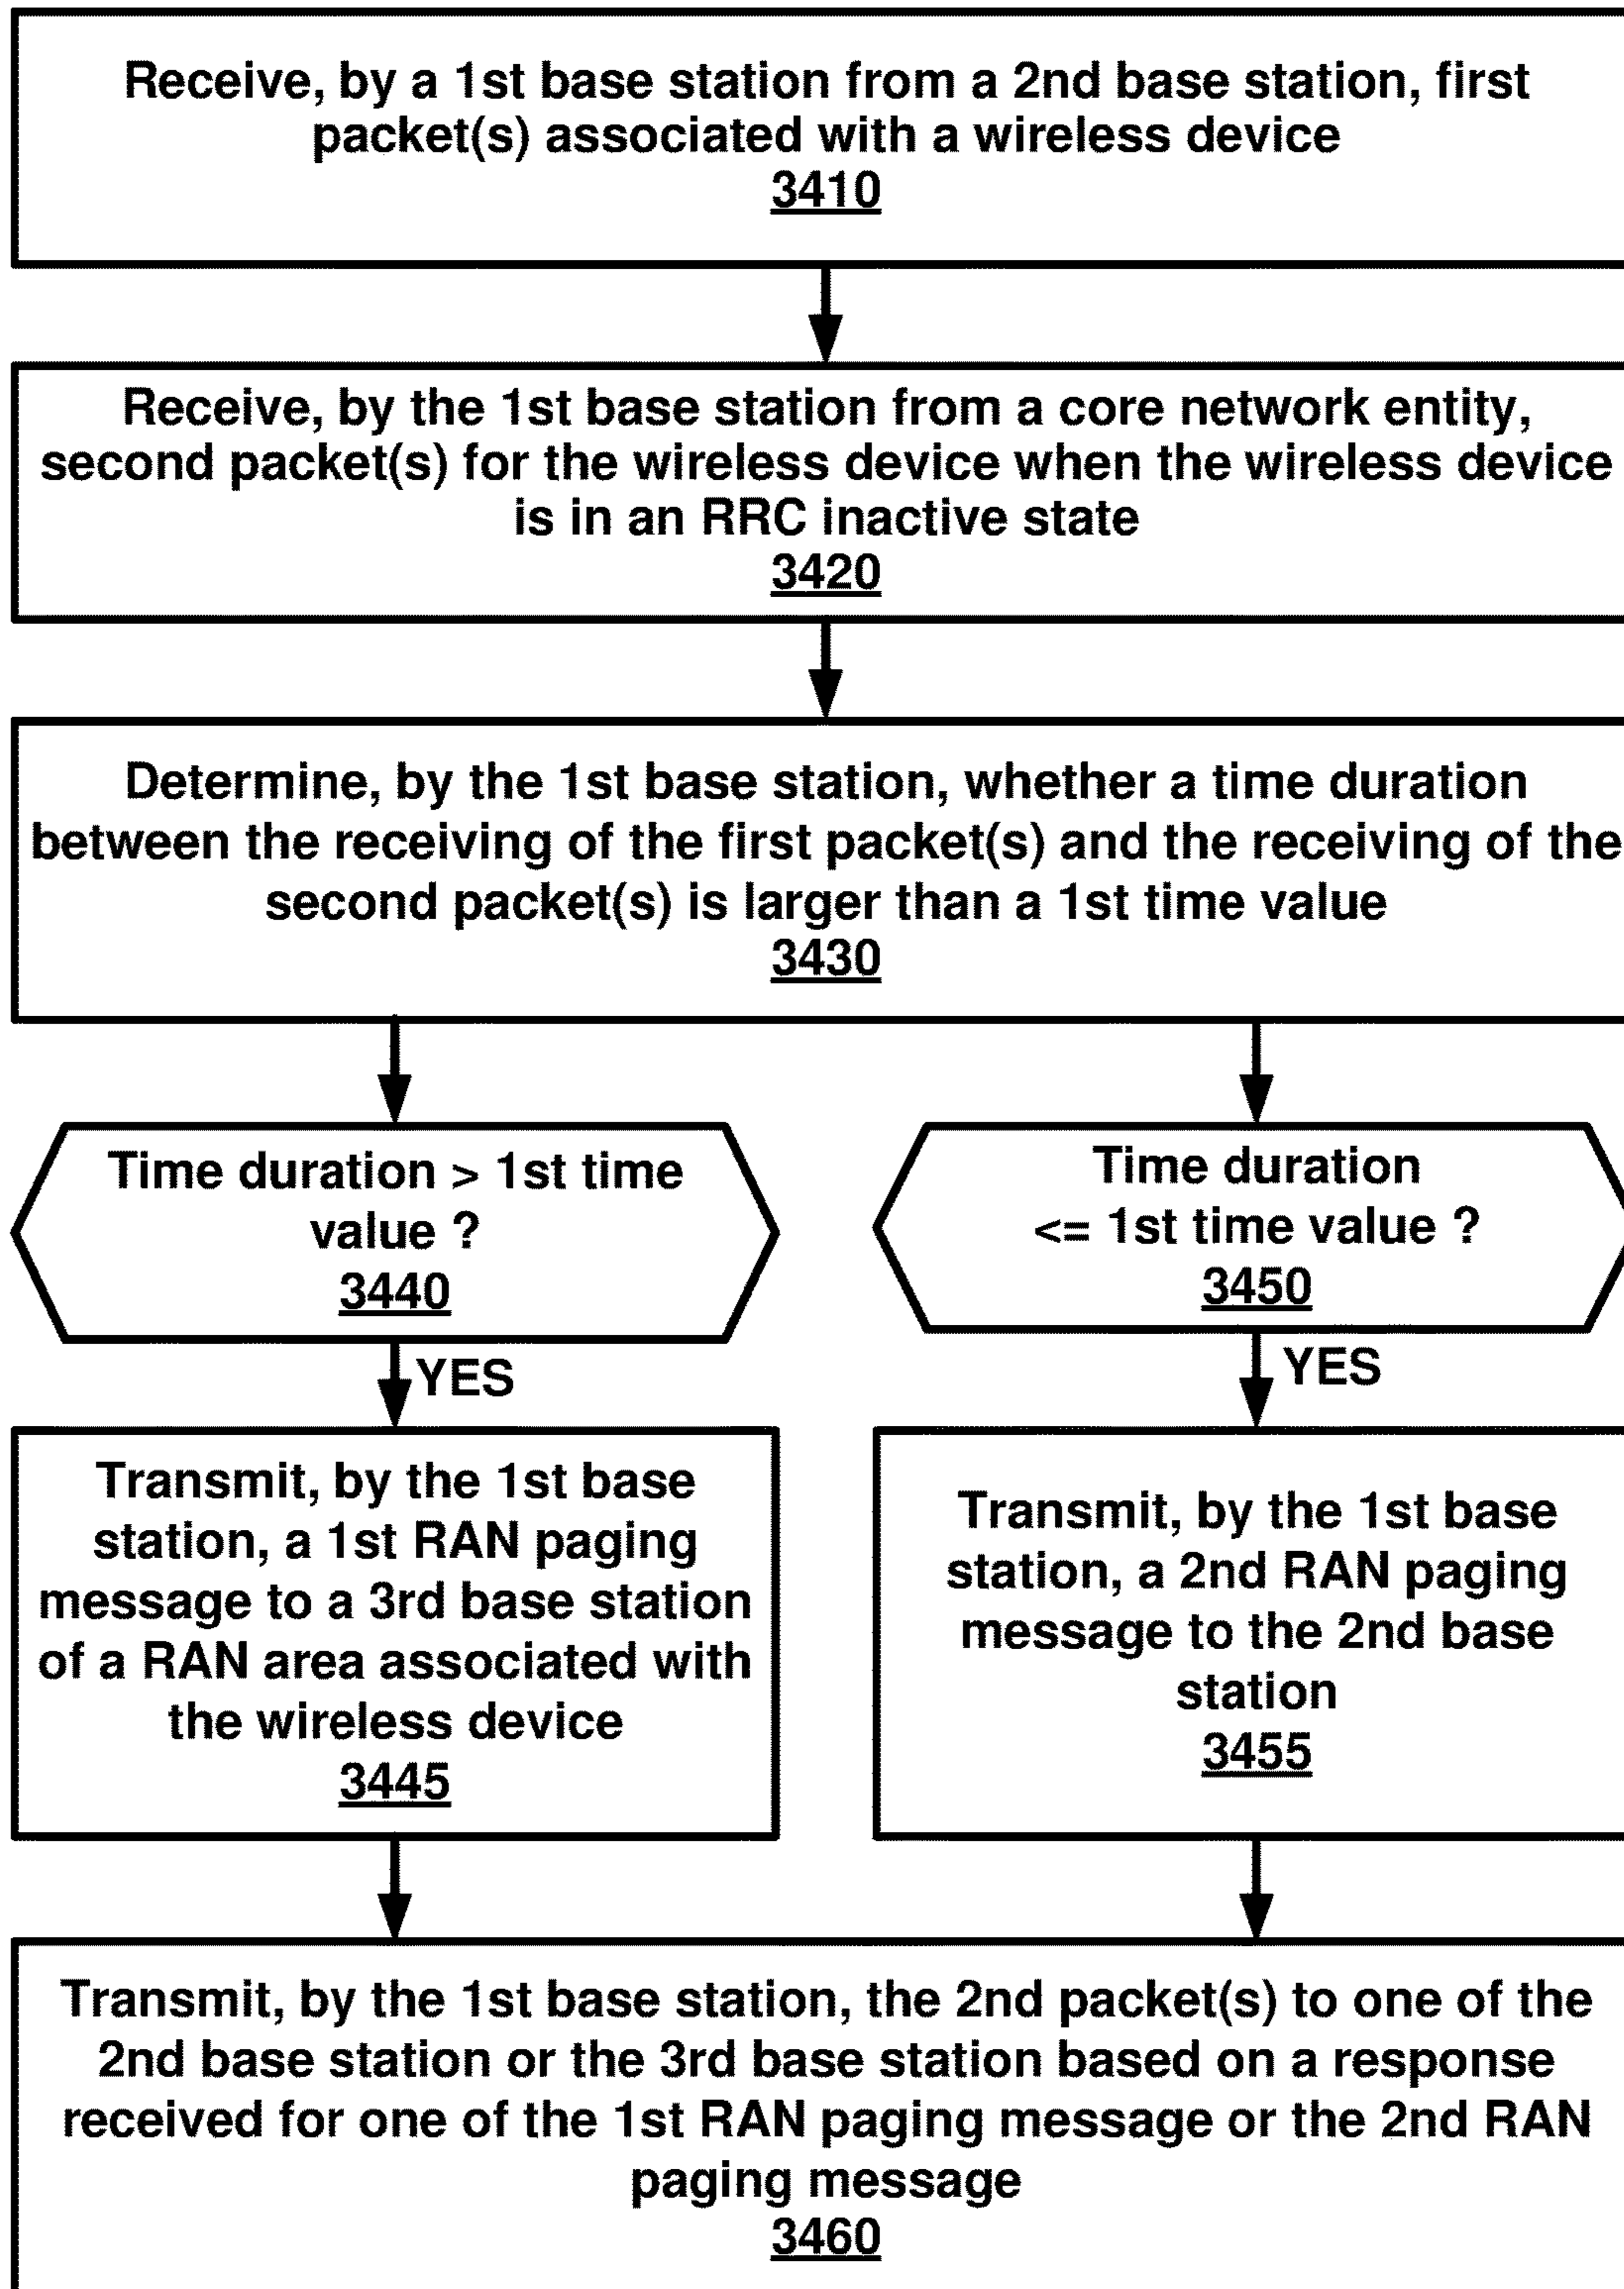 Receive, by a 1st base station from a 2nd base station, first
packet(s) associated with a wireless device
3410
Receive, by the 1st base station from a core network entity,
second packet(s) for the wireless device when the wireless device
is in an RRC inactive state
3420
Determine, by the 1st base station, whether a time duration
between the receiving of the first packet(s) and the receiving of the
second packet(s) is larger than a 1st time value
3430
Time duration > 1st time
value ?
3440
YES
Transmit, by the 1st base
station, a 1st RAN paging
message to a 3rd base station
of a RAN area associated with
the wireless device
3445
Time duration
<= 1st time value ?
3450
YES
Transmit, by the 1st base
station, a 2nd RAN paging
message to the 2nd base
station
3455
Transmit, by the 1st base station, the 2nd packet(s) to one of the
2nd base station or the 3rd base station based on a response
received for one of the 1st RAN paging message or the 2nd RAN
paging message
3460